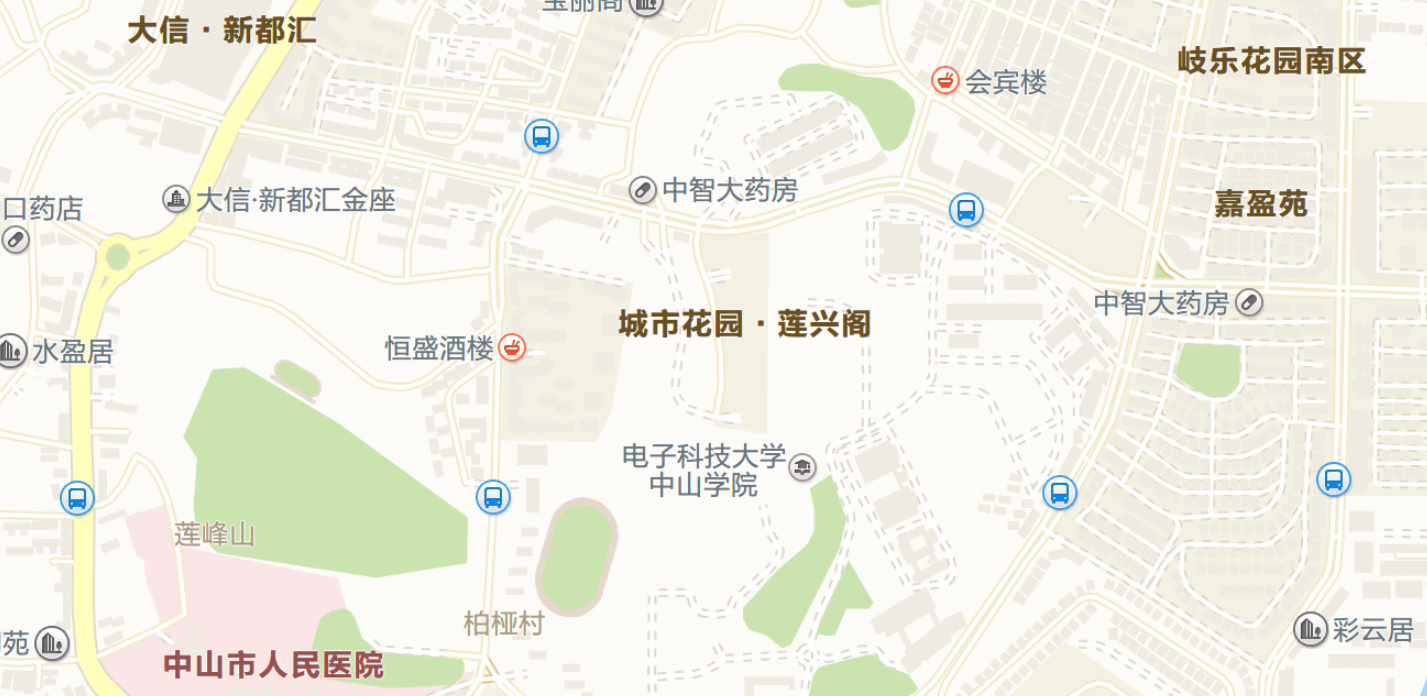 大信·新都汇
岐乐花园南区
会宾楼
中智大药房
大信·新都汇金座
嘉盈苑
口药店
中智大药房
城市花园·莲兴阁
恒盛酒楼
水盈居
电子科技大学
中山学院
莲峰山
柏桠村
彩云居
苑
中山市人民医院